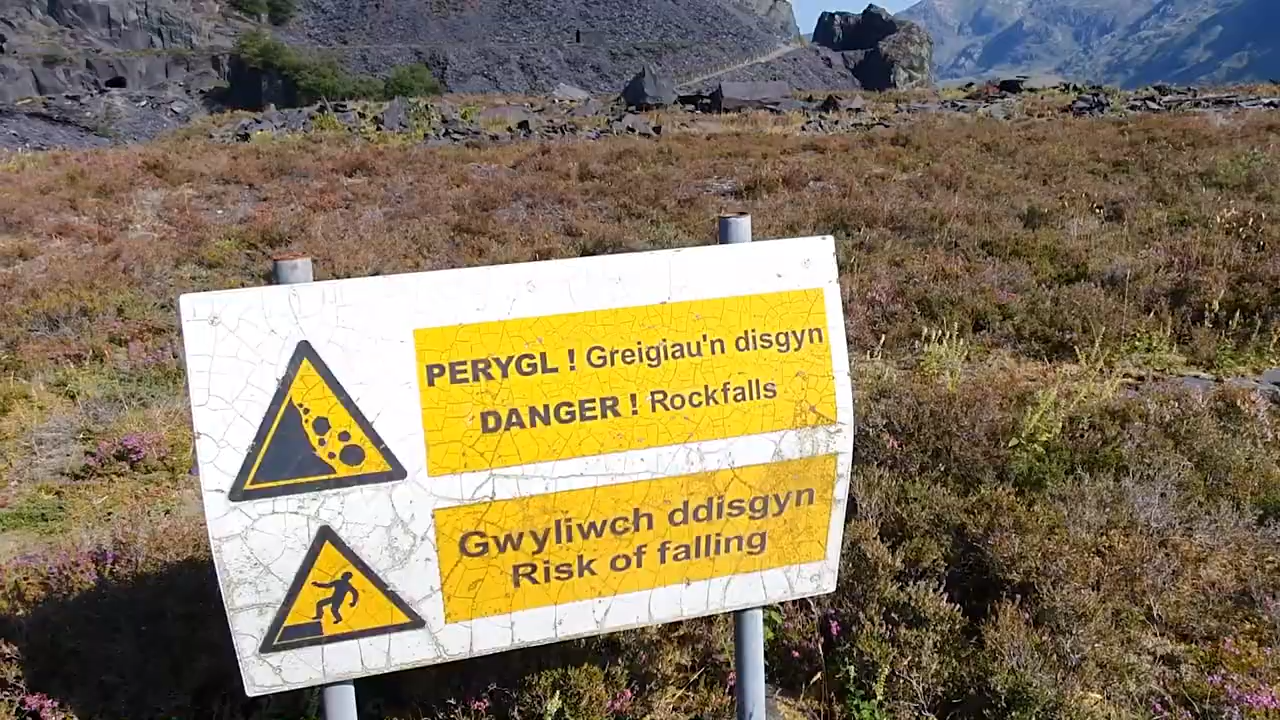 PERYGL ! Greigiau'n disgyn
DANGER ! Rockfalls
Gwyliwch ddisgyn
Risk of falling